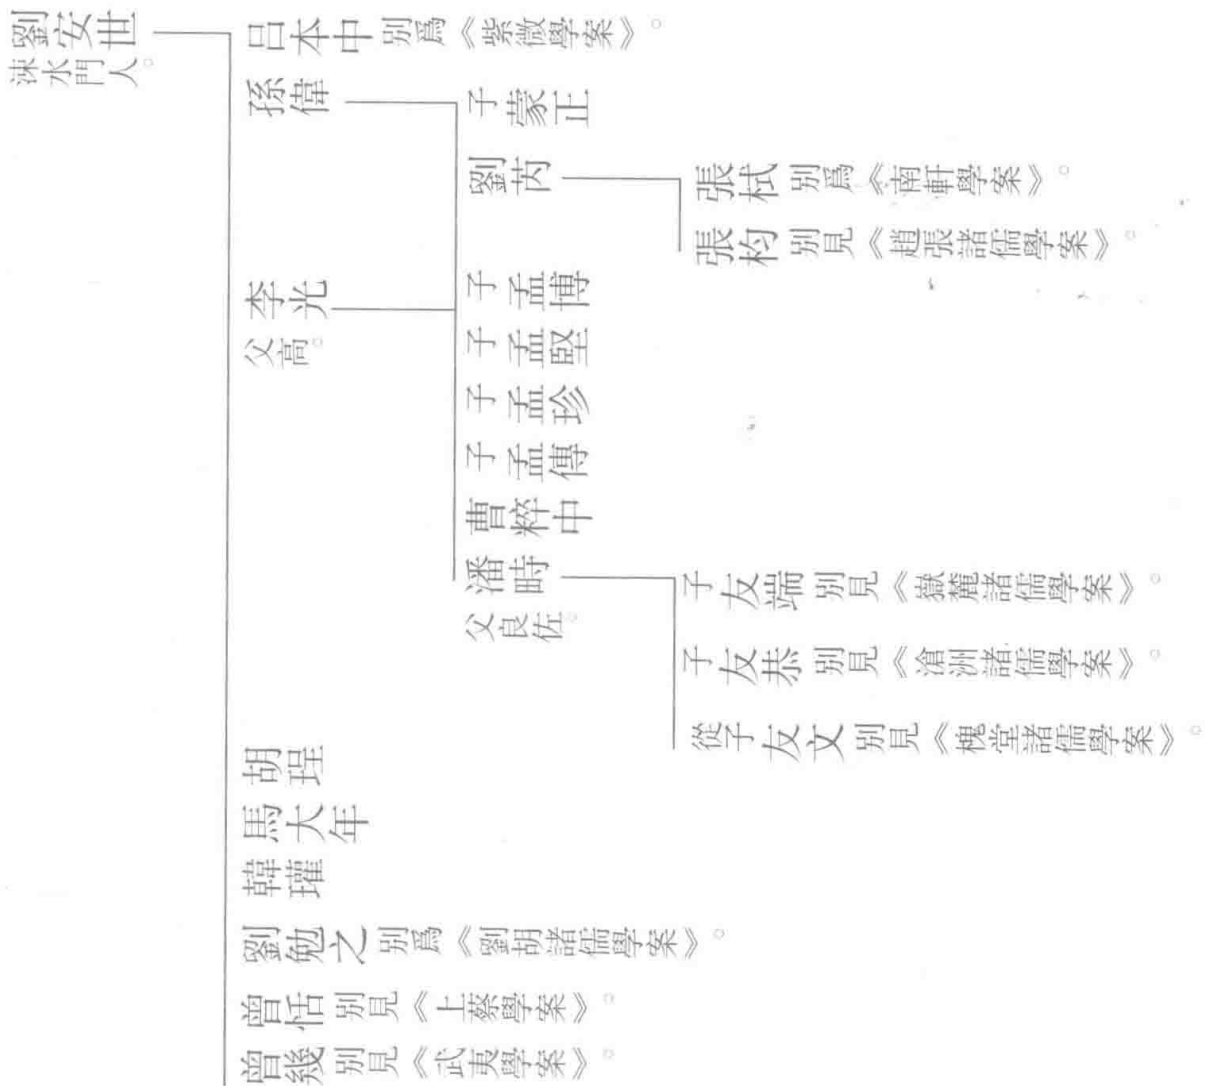 劉安世
涑水門人。
呂本中 別爲《紫微學案》。
孫偉
子蒙正
劉芮
張栻 別爲《南軒學案》。
張杓 別見《趙張諸儒學案》。
李光
父高。
子孟博
子孟堅
子孟珍
子孟傳
曹粹中
潘畤
父良佐。
子友端 別見《嶽麓諸儒學案》。
子友恭 別見《滄洲諸儒學案》。
從子友文 別見《槐堂諸儒學案》。
胡珵
馬大年
韓瓘
劉勉之 別爲《劉胡諸儒學案》。
曾恬 別見《上蔡學案》。
曾幾 別見《武夷學案》。